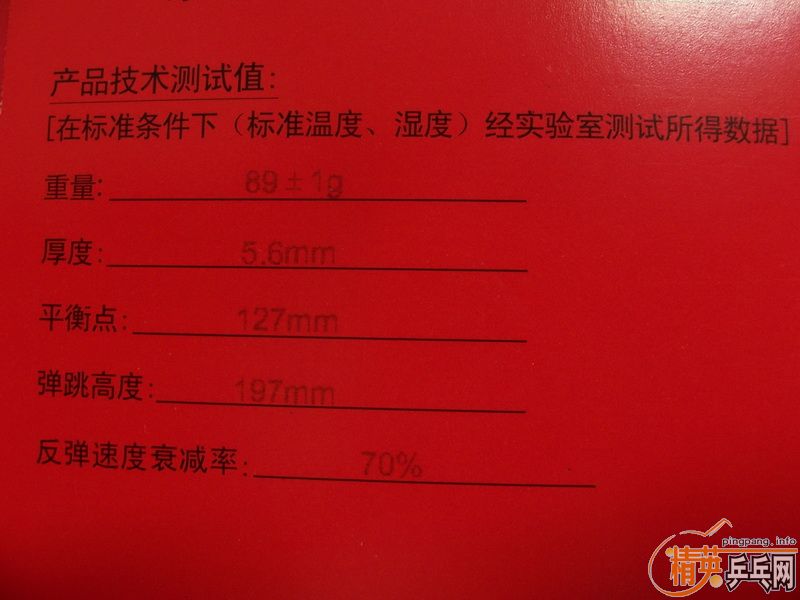 产品技术测试值:
[在标准条件下（标准温度、湿度）经实验室测试所得数据]
重量: 89±1g
厚度: 5.6mm
平衡点: 127mm
弹跳高度: 197mm
反弹速度衰减率: 70%
pingpang.info
精英乒乓网